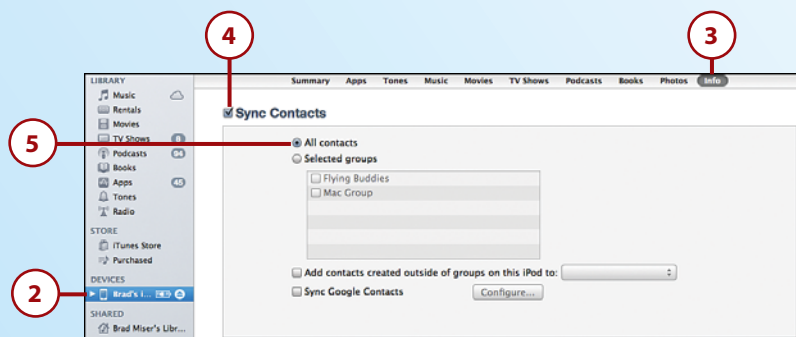 4
3
LIBRARY
Music
Rentals
Movies
TV Shows 8
Podcasts 94
Books
Apps 45
Tones
Radio
STORE
iTunes Store
Purchased
DEVICES
2
Brad's i...
SHARED
Brad Miser's Libr...
Summary Apps Tones Music Movies TV Shows Podcasts Books Photos Info
Sync Contacts
5
All contacts
Selected groups
Flying Buddies
Mac Group
Add contacts created outside of groups on this iPod to:
Sync Google Contacts Configure...